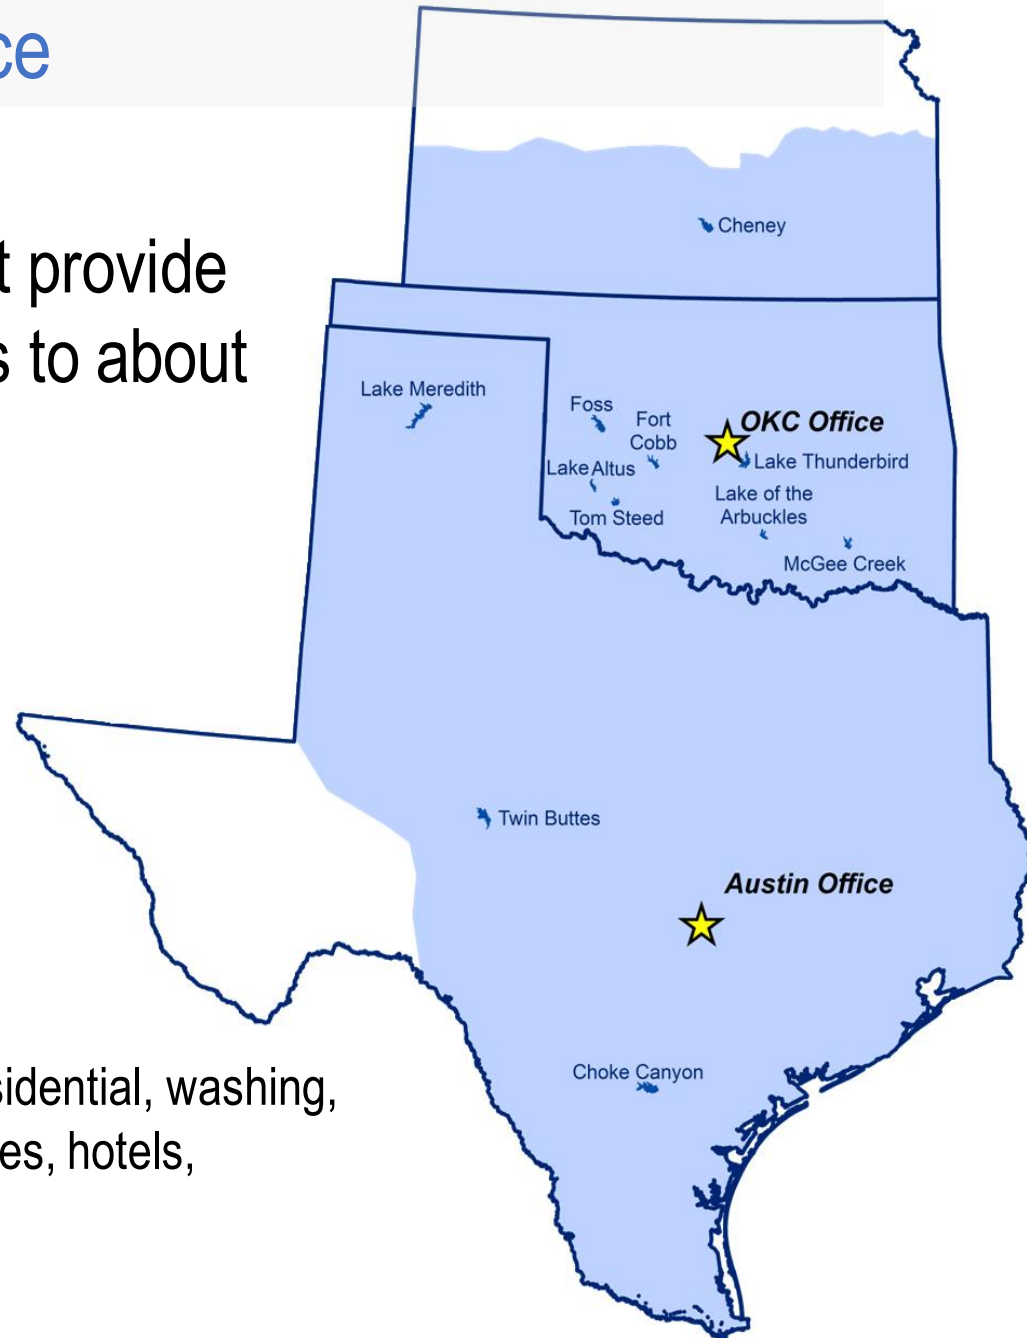 ce
t provide
s to about
Cheney
Lake Meredith
Foss
Fort
Cobb
OKC Office
Lake Thunderbird
Lake Altus
Tom Steed
Lake of the
Arbuckles
McGee Creek
Twin Buttes
Austin Office
Choke Canyon
sidential, washing,
es, hotels,